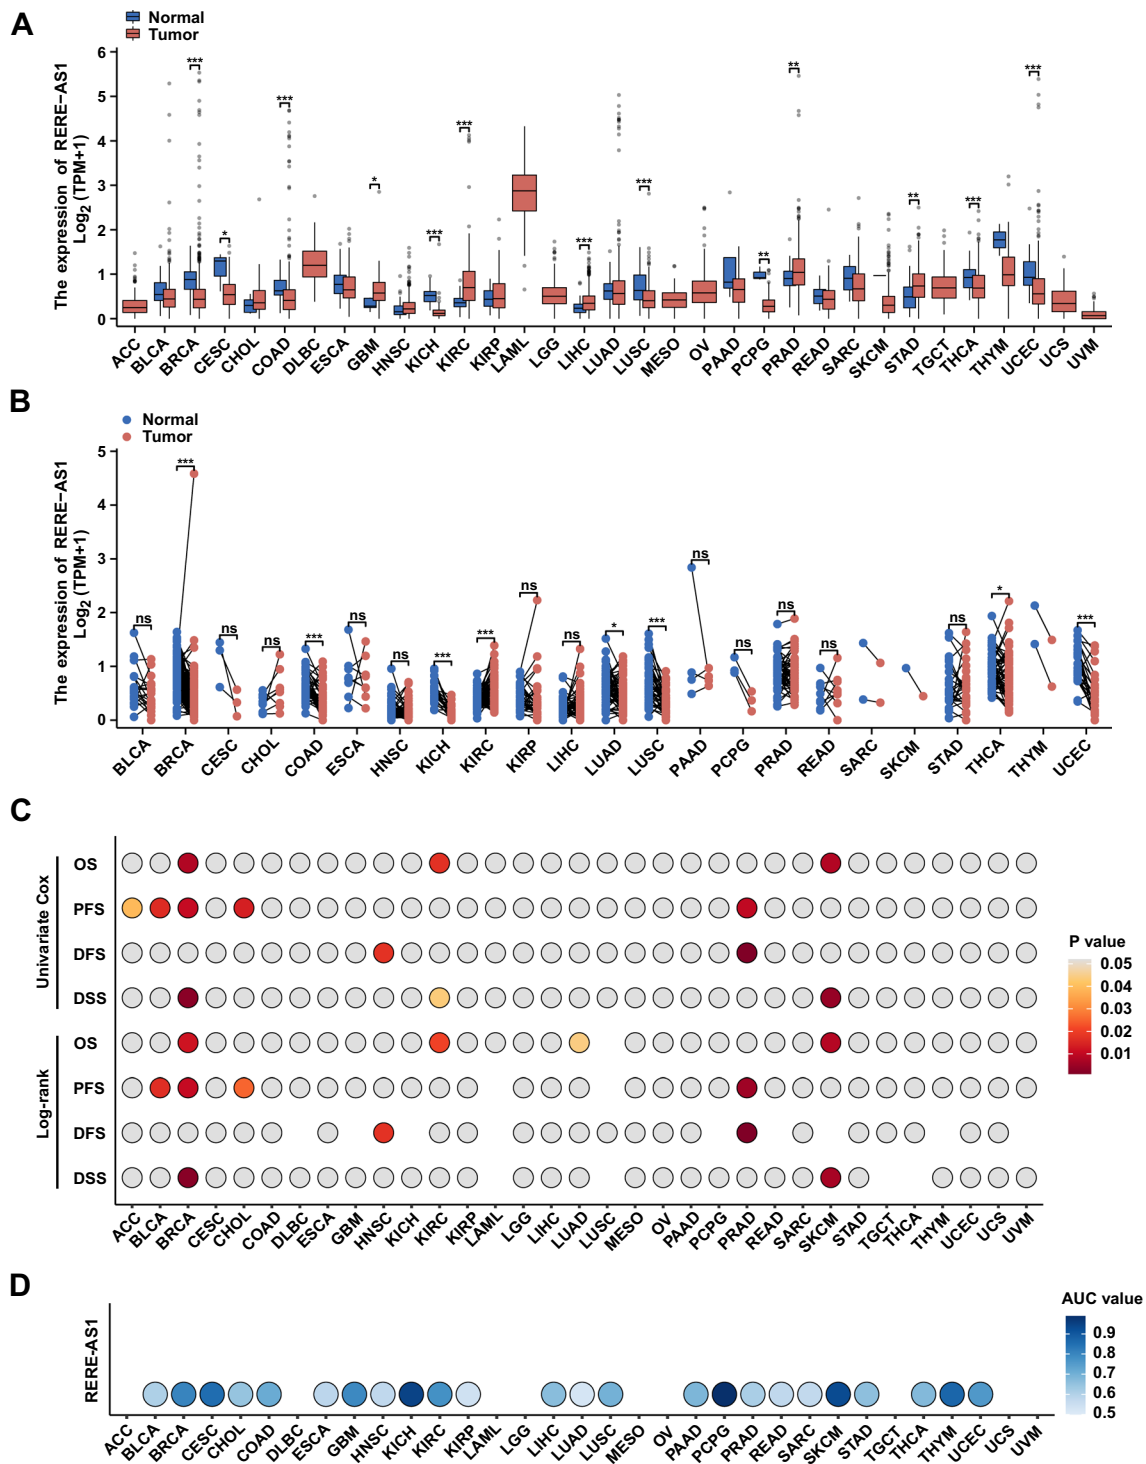 A
Normal
Tumor
The expression of RERE−AS1
Log2 (TPM+1)
6
5
4
3
2
1
0
*** *** *** * * *** *** *** *** ** ** ** *** ***
ACC BLCA BRCA CESC CHOL COAD DLBC ESCA GBM HNSC KICH KIRC KIRP LAML LGG LIHC LUAD LUSC MESO OV PAAD PCPG PRAD READ SARC SKCM STAD TGCT THCA THYM UCEC UCS UVM
B
Normal
Tumor
The expression of RERE−AS1
Log2 (TPM+1)
5
4
3
2
1
0
ns *** ns ns *** ns ns *** *** ns ns * *** ns ns ns ns ns * ***
BLCA BRCA CESC CHOL COAD ESCA HNSC KICH KIRC KIRP LIHC LUAD LUSC PAAD PCPG PRAD READ SARC SKCM STAD THCA THYM UCEC
C
Univariate Cox
OS
PFS
DFS
DSS
Log-rank
OS
PFS
DFS
DSS
P value
0.05
0.04
0.03
0.02
0.01
ACC BLCA BRCA CESC CHOL COAD DLBC ESCA GBM HNSC KICH KIRC KIRP LAML LGG LIHC LUAD LUSC MESO OV PAAD PCPG PRAD READ SARC SKCM STAD TGCT THCA THYM UCEC UCS UVM
D
RERE-AS1
AUC value
0.9
0.8
0.7
0.6
0.5
ACC BLCA BRCA CESC CHOL COAD DLBC ESCA GBM HNSC KICH KIRC KIRP LAML LGG LIHC LUAD LUSC MESO OV PAAD PCPG PRAD READ SARC SKCM STAD TGCT THCA THYM UCEC UCS UVM